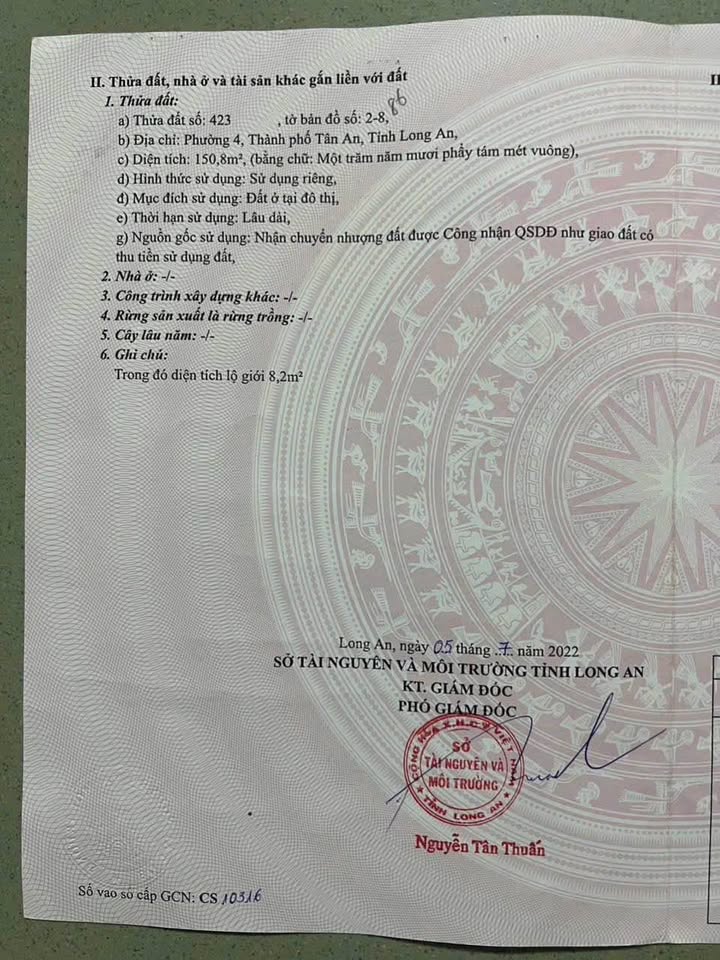 II. Thửa đất, nhà ở và tài sản khác gắn liền với đất
1. Thửa đất:
a) Thửa đất số: 423 , tờ bản đồ số: 2-8, 86
b) Địa chỉ: Phường 4, Thành phố Tân An, Tỉnh Long An,
c) Diện tích: 150,8m², (bằng chữ: Một trăm năm mươi phẩy tám mét vuông),
d) Hình thức sử dụng: Sử dụng riêng,
đ) Mục đích sử dụng: Đất ở tại đô thị,
e) Thời hạn sử dụng: Lâu dài,
g) Nguồn gốc sử dụng: Nhận chuyển nhượng đất được Công nhận QSDĐ như giao đất có
thu tiền sử dụng đất,
2. Nhà ở: -/-
3. Công trình xây dựng khác: -/-
4. Rừng sản xuất là rừng trồng: -/-
5. Cây lâu năm: -/-
6. Ghi chú:
Trong đó diện tích lộ giới 8,2m²
Long An, ngày 05 tháng .7. năm 2022
SỞ TÀI NGUYÊN VÀ MÔI TRƯỜNG TỈNH LONG AN
KT. GIÁM ĐỐC
PHÓ GIÁM ĐỐC
CỘNG HÒA X.H.C.N VIỆT NAM
SỞ
TÀI NGUYÊN VÀ
MÔI TRƯỜNG
★ TỈNH LONG AN ★
Nguyễn Tân Thuấn
Số vào sổ cấp GCN: CS 10316